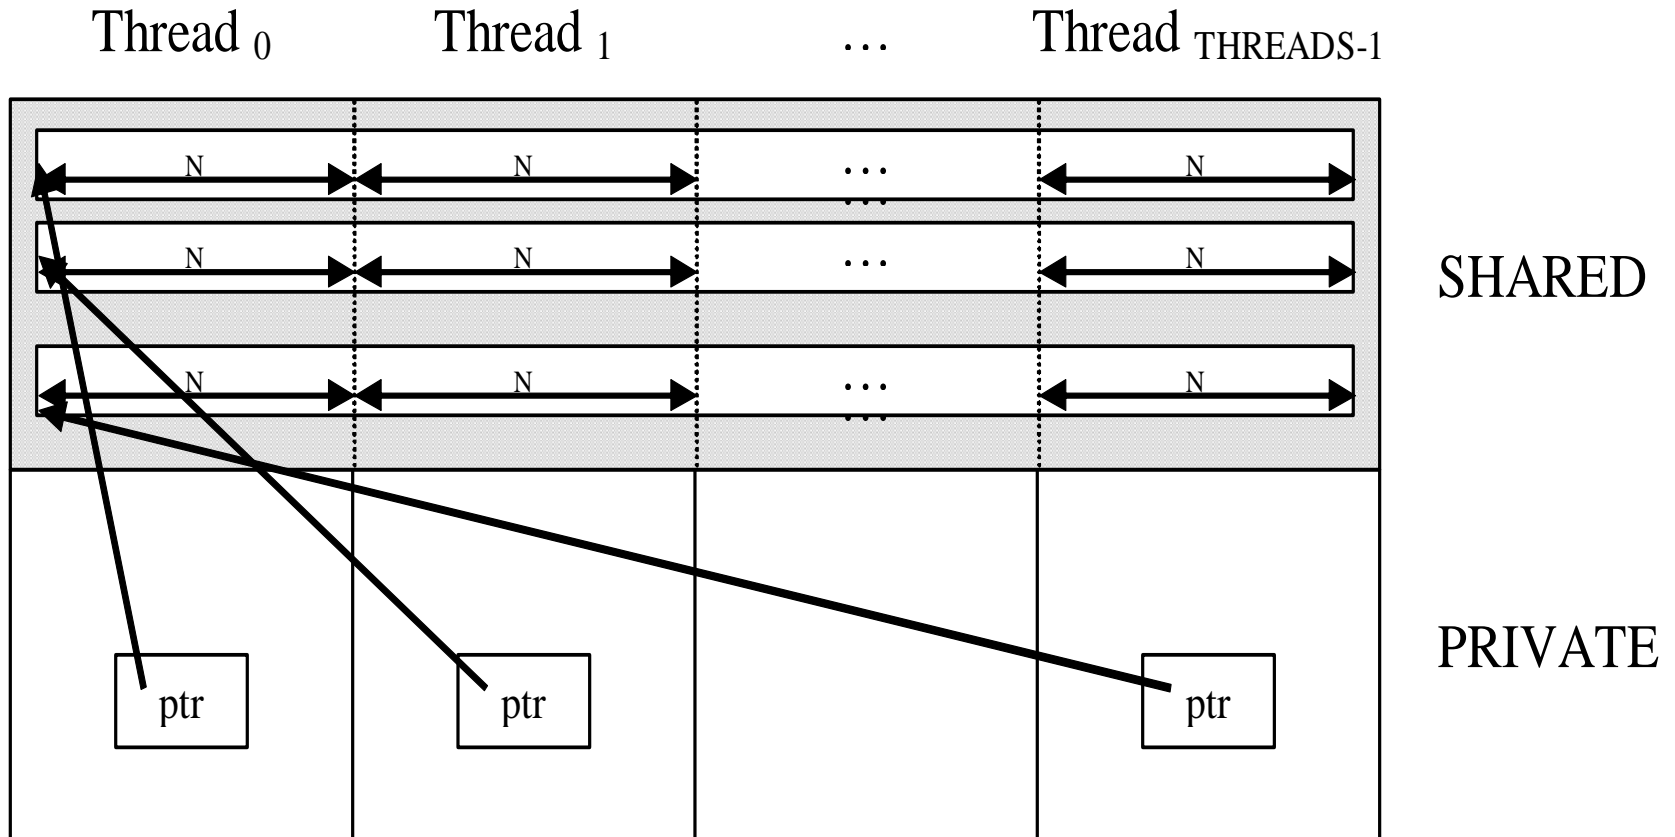 Thread 0 Thread 1 ... Thread THREADS-1
N N ... N
...
N N ... N
SHARED
N N ... N
...
PRIVATE
ptr ptr ptr